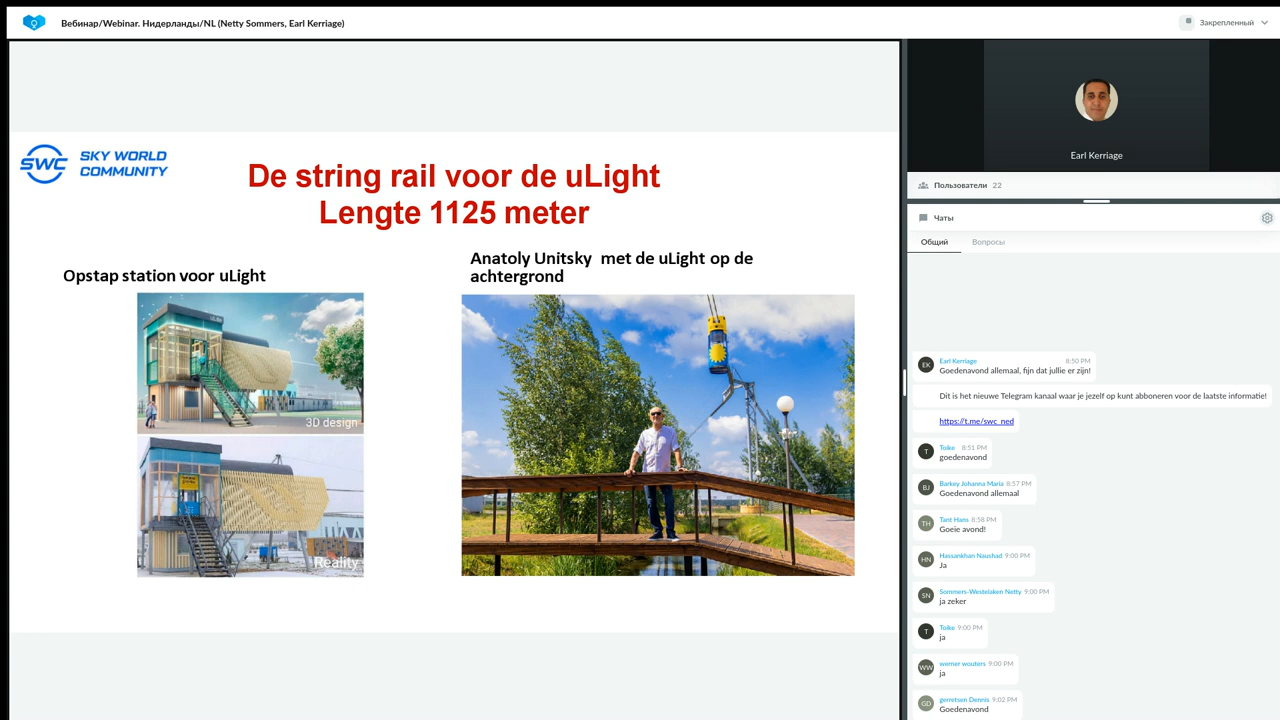 Вебинар/Webinar. Нидерланды/NL (Netty Sommers, Earl Kerriage)
Закрепленный
SWC
SKY WORLD
COMMUNITY
De string rail voor de uLight
Lengte 1125 meter
Opstap station voor uLight
Anatoly Unitsky met de uLight op de
achtergrond
3D design
Reality
Earl Kerriage
Пользователи 22
Чаты
Общий
Вопросы
EK
Earl Kerriage 8:50 PM
Goedenavond allemaal, fijn dat jullie er zijn!
Dit is het nieuwe Telegram kanaal waar je jezelf op kunt abboneren voor de laatste informatie!
https://t.me/swc_ned
T
Toike 8:51 PM
goedenavond
BJ
Barkey Johanna Maria 8:57 PM
Goedenavond allemaal
TH
Tant Hans 8:58 PM
Goeie avond!
HN
Hassankhan Naushad 9:00 PM
Ja
SN
Sommers-Westelaken Netty 9:00 PM
ja zeker
T
Toike 9:00 PM
ja
WW
werner wouters 9:00 PM
ja
GD
gerretsen Dennis 9:02 PM
Goedenavond